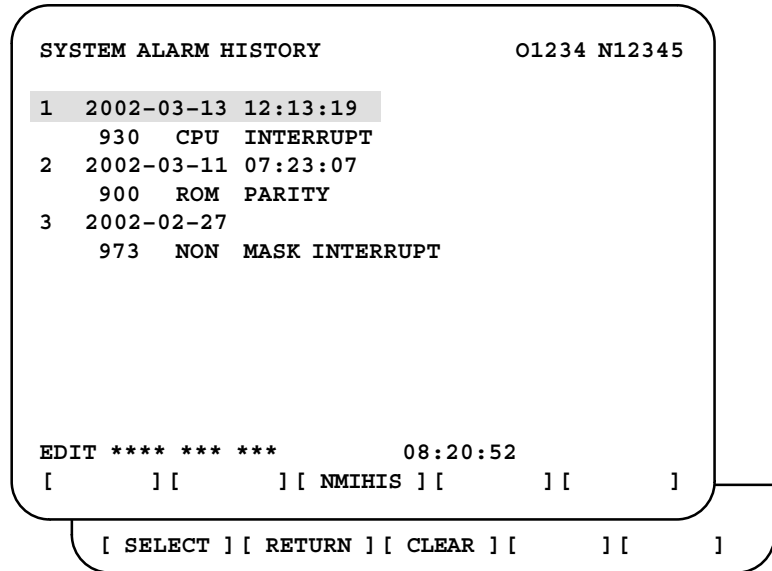 SYSTEM ALARM HISTORY O1234 N12345
1 2002-03-13 12:13:19
930 CPU INTERRUPT
2 2002-03-11 07:23:07
900 ROM PARITY
3 2002-02-27
973 NON MASK INTERRUPT
EDIT **** *** *** 08:20:52
[ ] [ ] [ NMIHIS ] [ ] [ ]
[ SELECT ] [ RETURN ] [ CLEAR ] [ ] [ ]